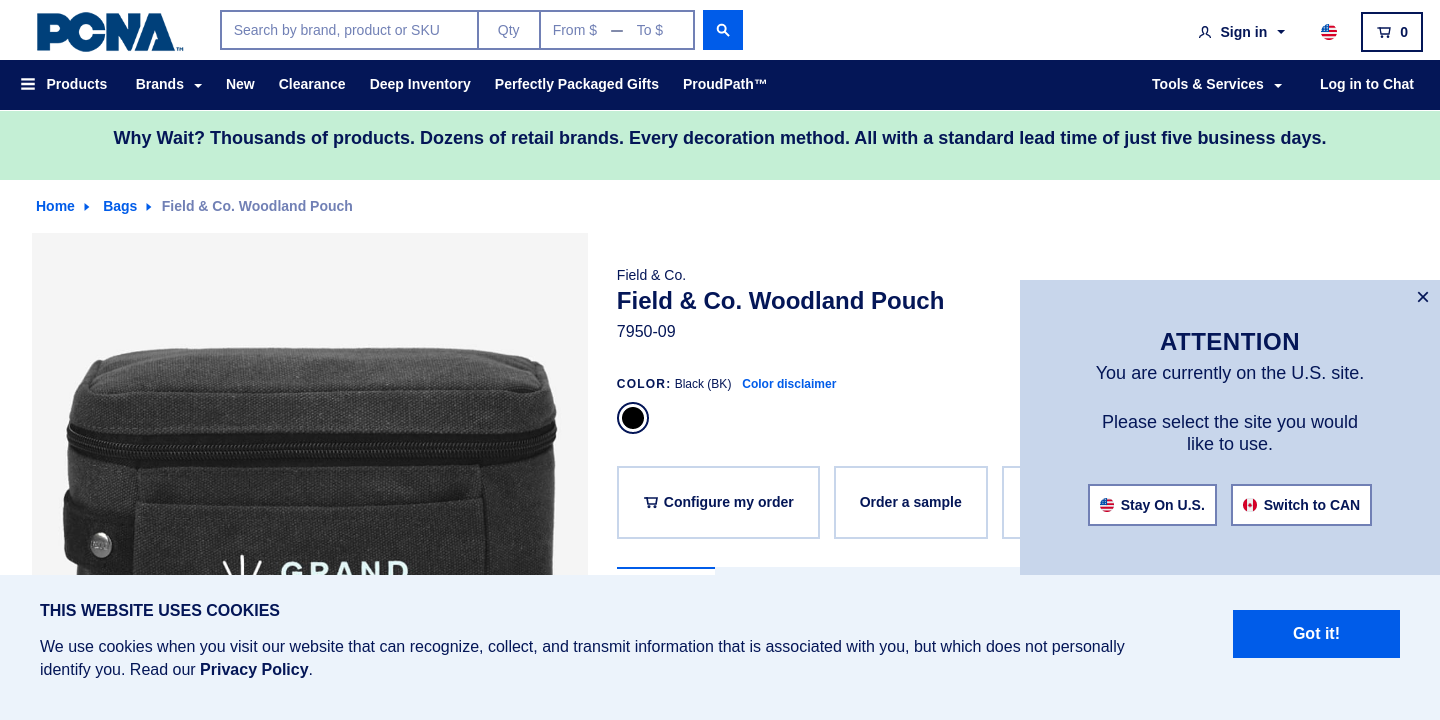 PCNA™
Search by brand, product or SKU
Qty
From $ — To $
Sign in
0
Products
Brands
New
Clearance
Deep Inventory
Perfectly Packaged Gifts
ProudPath™
Tools & Services
Log in to Chat
Why Wait? Thousands of products. Dozens of retail brands. Every decoration method. All with a standard lead time of just five business days.
Home
Bags
Field & Co. Woodland Pouch
Field & Co.
Field & Co. Woodland Pouch
7950-09
COLOR: Black (BK) Color disclaimer
Configure my order
Order a sample
GRAND
×
ATTENTION
You are currently on the U.S. site.
Please select the site you would
like to use.
Stay On U.S.
Switch to CAN
THIS WEBSITE USES COOKIES
We use cookies when you visit our website that can recognize, collect, and transmit information that is associated with you, but which does not personally
identify you. Read our Privacy Policy.
Got it!